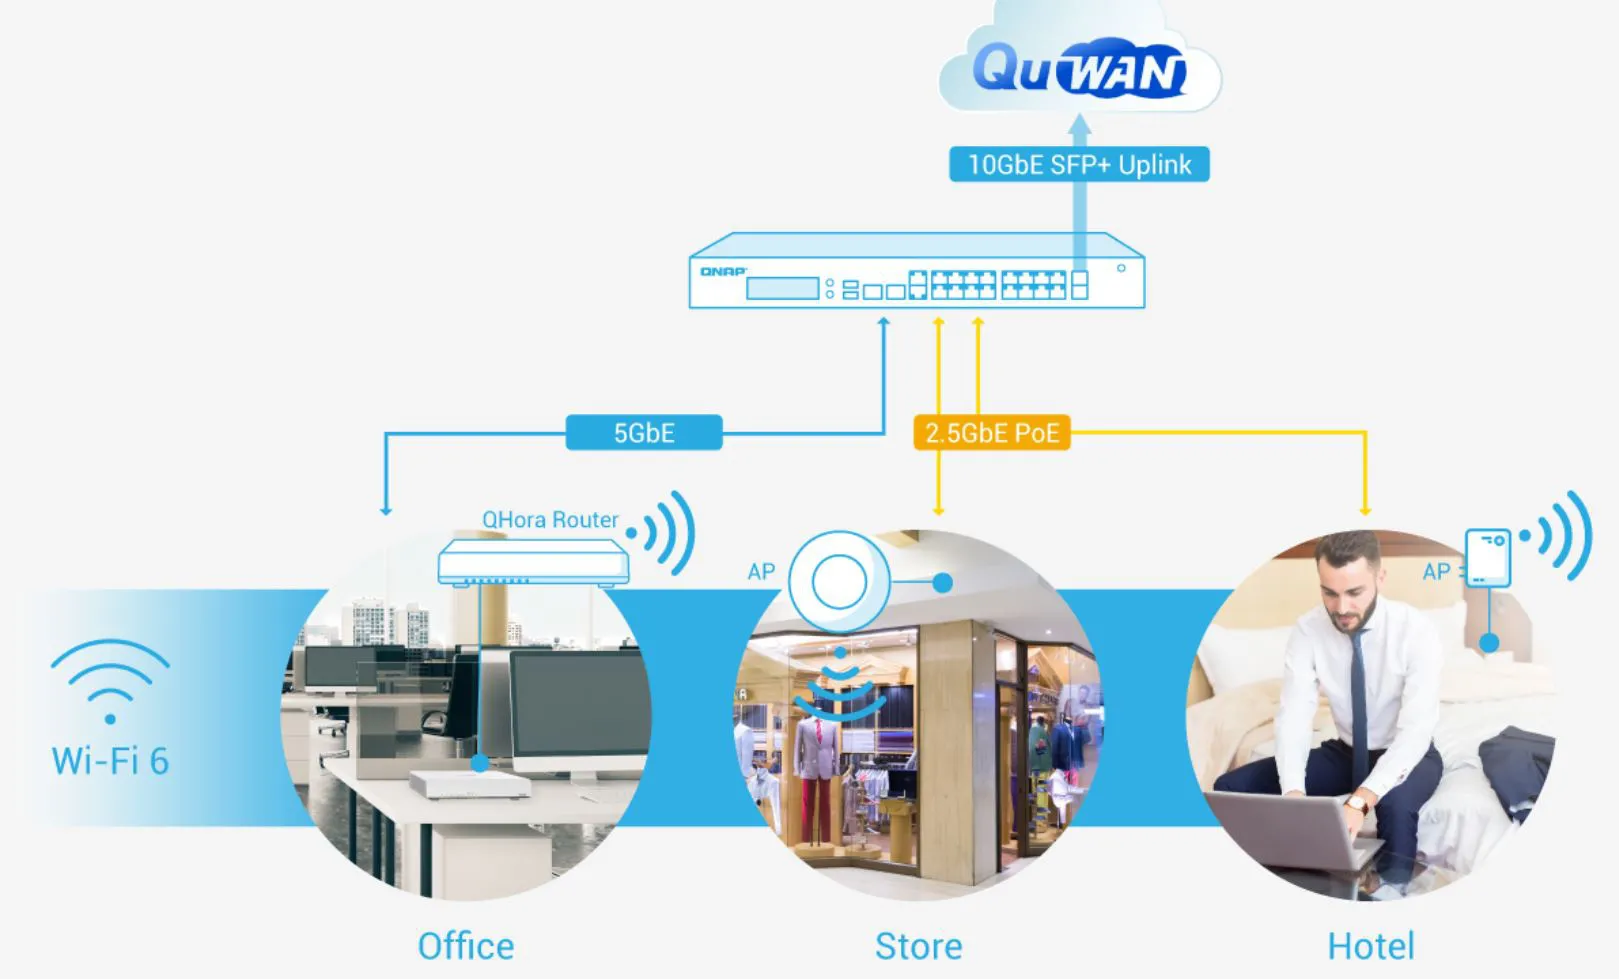 QuWAN
10GbE SFP+ Uplink
QNAP
5GbE
2.5GbE PoE
QHora Router
AP
AP
Wi-Fi 6
Office
Store
Hotel